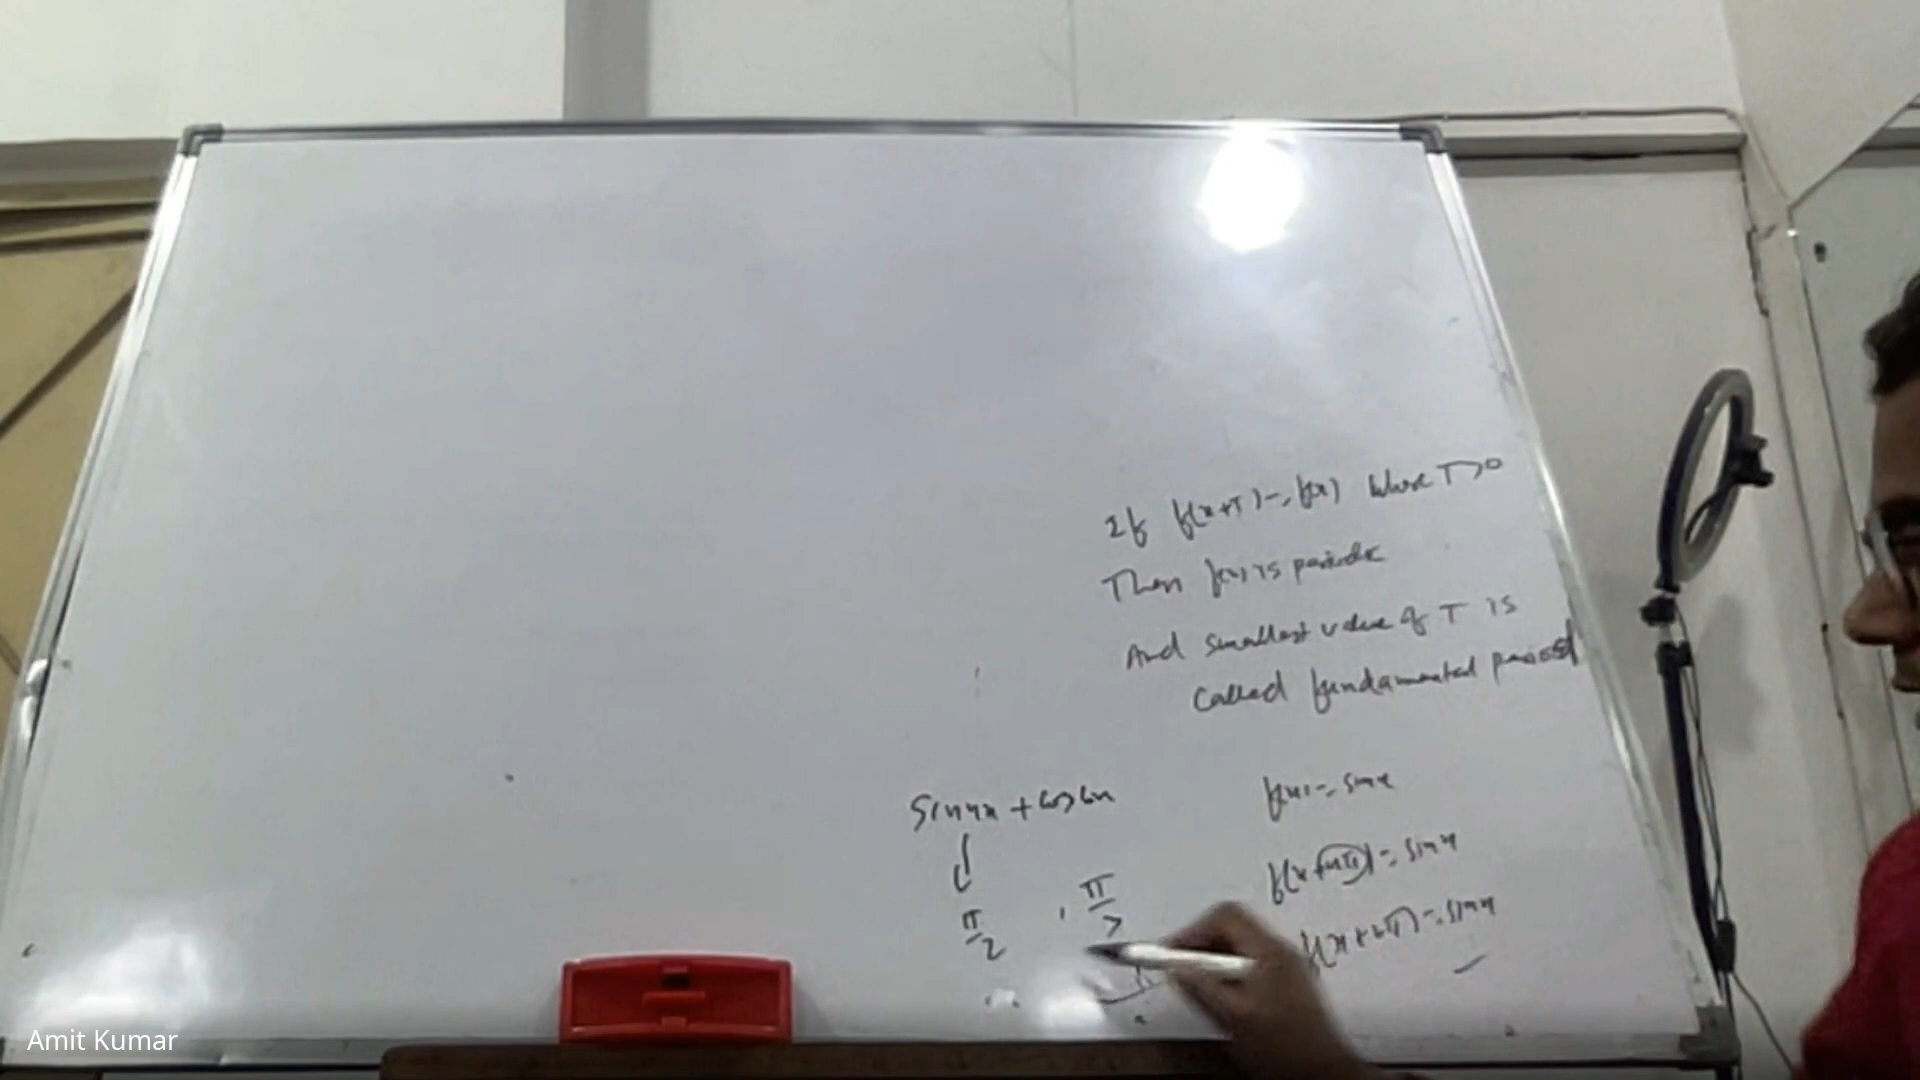 If f(x+T) = f(x) where T>0
Then f(x) is periodic
And smallest value of T is
called fundamental period
sin4x + cos6x
π/2 , π/3
f(x) = sinx
f(x+4π) = sinx
f(x+6π) = sinx
Amit Kumar